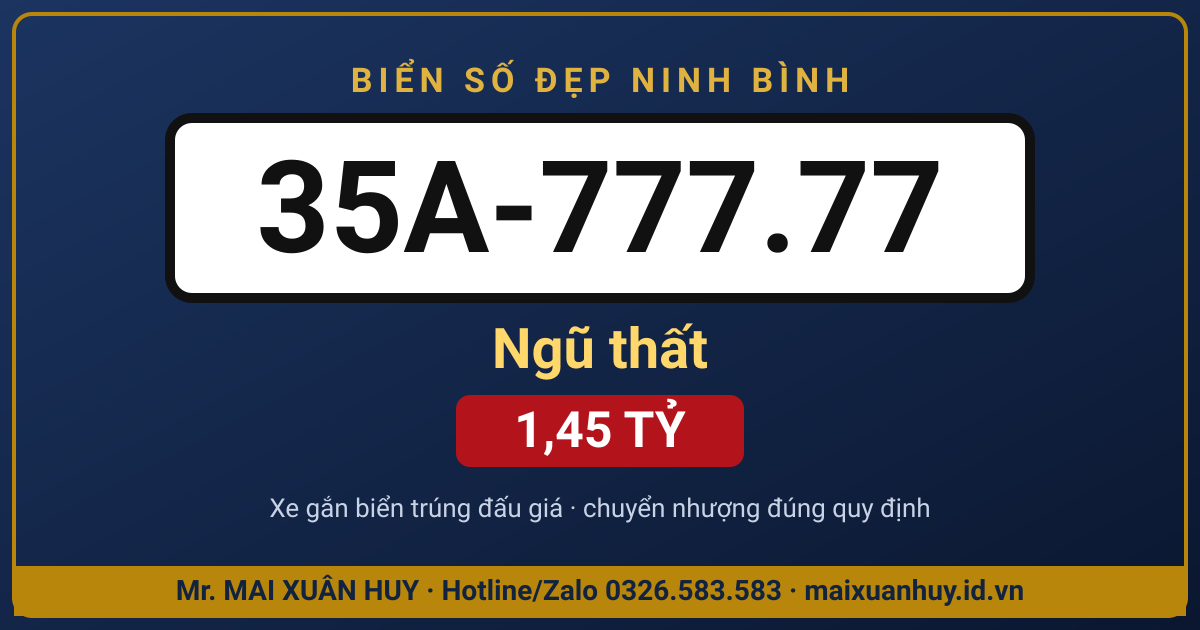 BIỂN SỐ ĐẸP NINH BÌNH
35A-777.77
Ngũ thất
1,45 TỶ
Xe gắn biển trúng đấu giá · chuyển nhượng đúng quy định
Mr. MAI XUÂN HUY · Hotline/Zalo 0326.583.583 · maixuanhuy.id.vn